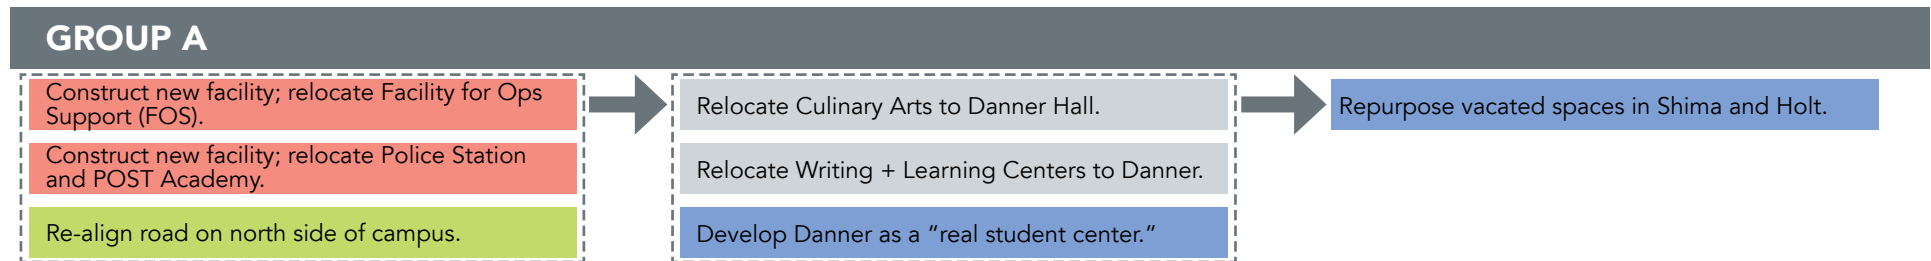 GROUP A
Construct new facility; relocate Facility for Ops
Support (FOS).
Construct new facility; relocate Police Station
and POST Academy.
Re-align road on north side of campus.
Relocate Culinary Arts to Danner Hall.
Relocate Writing + Learning Centers to Danner.
Develop Danner as a “real student center.”
Repurpose vacated spaces in Shima and Holt.